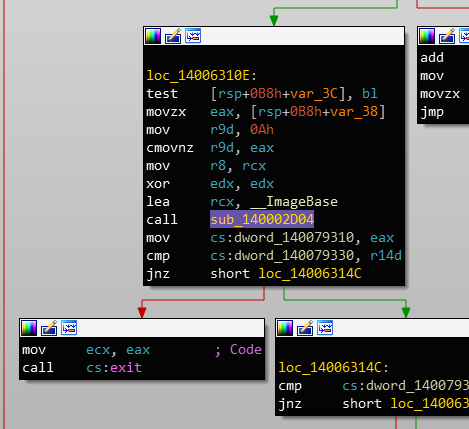 loc_14006310E:
test [rsp+0B8h+var_3C], bl
movzx eax, [rsp+0B8h+var_38]
mov r9d, 0Ah
cmovnz r9d, eax
mov r8, rcx
xor edx, edx
lea rcx, __ImageBase
call sub_140002D04
mov cs:dword_140079310, eax
cmp cs:dword_140079330, r14d
jnz short loc_14006314C
add
mov
movzx
jmp
mov ecx, eax ; Code
call cs:exit
loc_14006314C:
cmp cs:dword_1400793
jnz short loc_140063